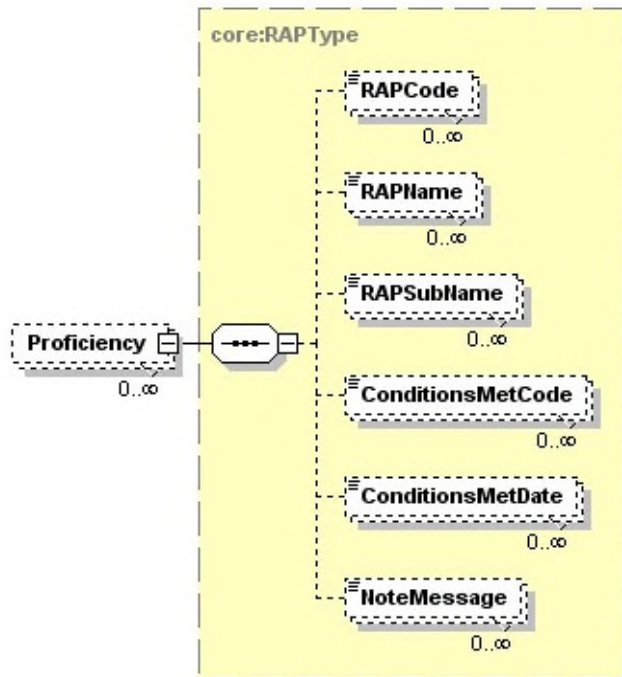 core:RAPType
RAPCode
0..∞
RAPName
0..∞
RAPSubName
0..∞
Proficiency
0..∞
ConditionsMetCode
0..∞
ConditionsMetDate
0..∞
NoteMessage
0..∞